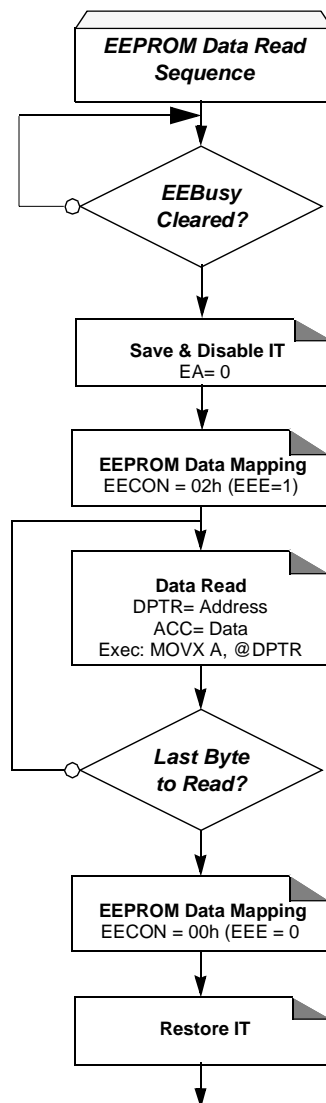 EEPROM Data Read
Sequence
EEBusy
Cleared?
Save & Disable IT
EA= 0
EEPROM Data Mapping
EECON = 02h (EEE=1)
Data Read
DPTR= Address
ACC= Data
Exec: MOVX A, @DPTR
Last Byte
to Read?
EEPROM Data Mapping
EECON = 00h (EEE = 0
Restore IT